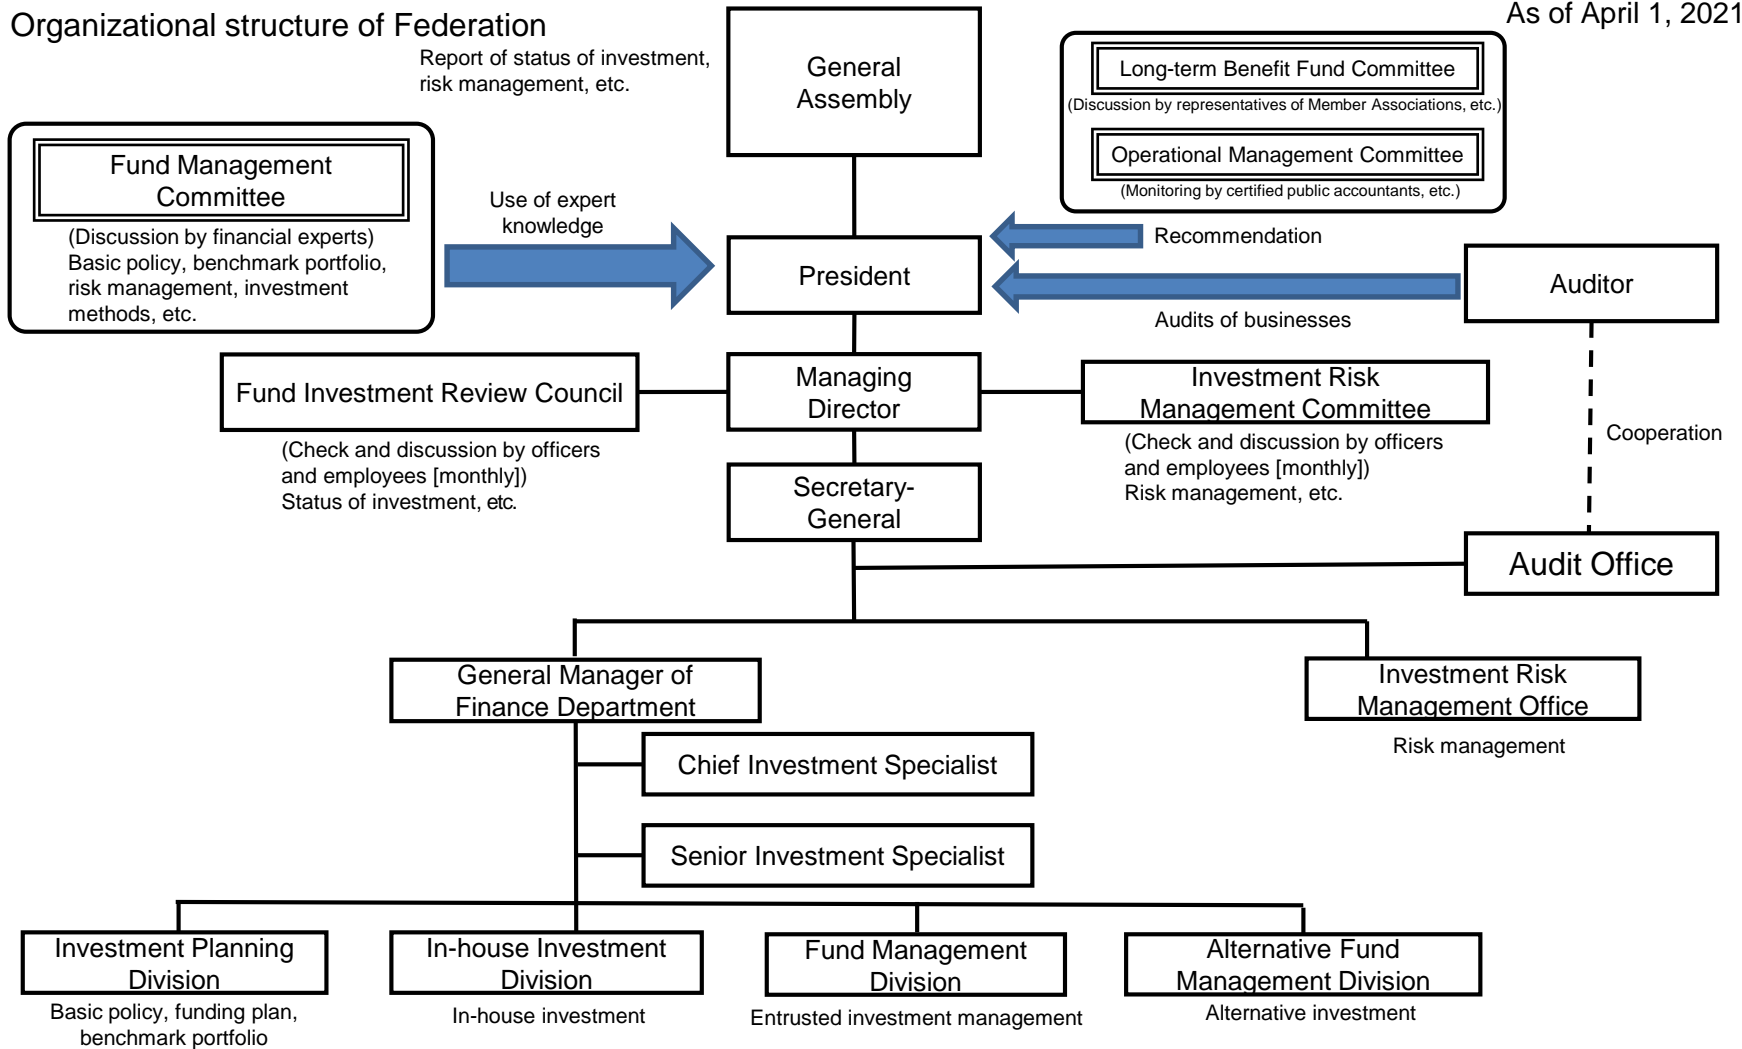 Organizational structure of Federation
As of April 1, 2021
Report of status of investment,
risk management, etc.
General
Assembly
Long-term Benefit Fund Committee
(Discussion by representatives of Member Associations, etc.)
Operational Management Committee
(Monitoring by certified public accountants, etc.)
Fund Management
Committee
(Discussion by financial experts)
Basic policy, benchmark portfolio,
risk management, investment
methods, etc.
Use of expert
knowledge
President
Recommendation
Audits of businesses
Auditor
Fund Investment Review Council
(Check and discussion by officers
and employees [monthly])
Status of investment, etc.
Managing
Director
Investment Risk
Management Committee
(Check and discussion by officers
and employees [monthly])
Risk management, etc.
Cooperation
Secretary-
General
Audit Office
General Manager of
Finance Department
Investment Risk
Management Office
Risk management
Chief Investment Specialist
Senior Investment Specialist
Investment Planning
Division
Basic policy, funding plan,
benchmark portfolio
In-house Investment
Division
In-house investment
Fund Management
Division
Entrusted investment management
Alternative Fund
Management Division
Alternative investment